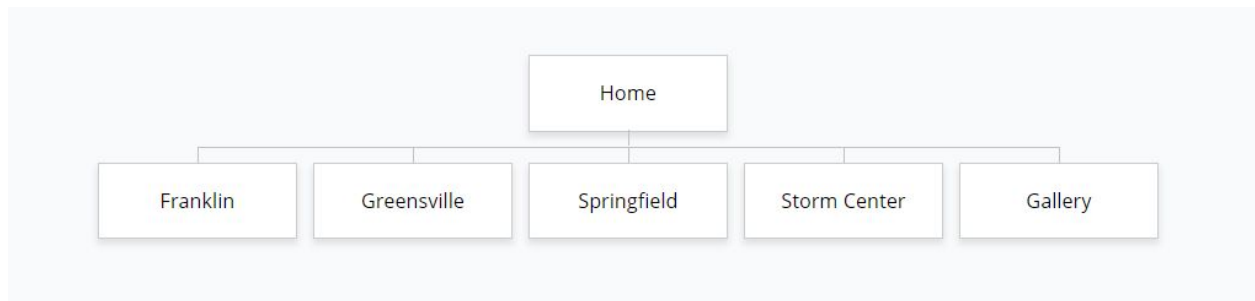 Home
Franklin
Greensville
Springfield
Storm Center
Gallery